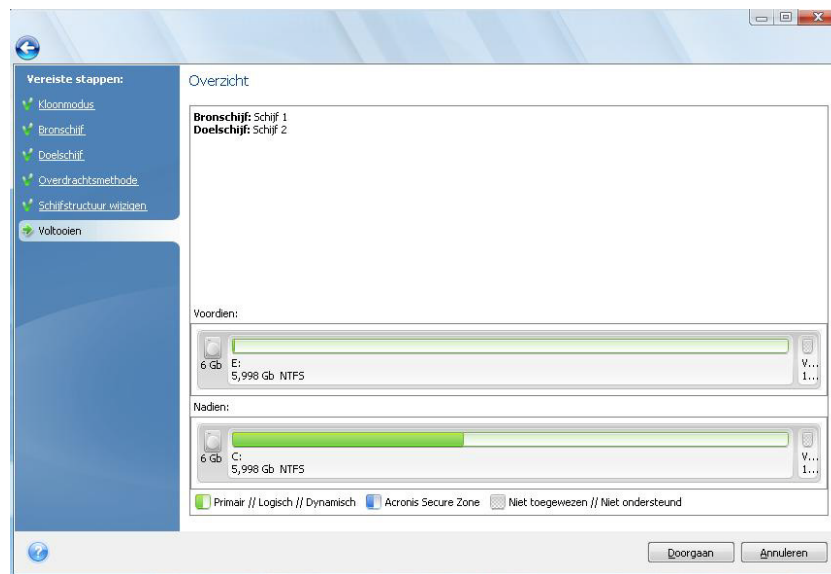 Vereiste stappen:
Kloonmodus
Bronschijf
Doelschijf
Overdrachtsmethode
Schijfstructuur wijzigen
Voltooien
Overzicht
Bronschijf: Schijf 1
Doelschijf: Schijf 2
Voordien:
6 Gb
E:
5,998 Gb NTFS
V...
1...
Nadien:
6 Gb
C:
5,998 Gb NTFS
V...
1...
Primair // Logisch // Dynamisch
Acronis Secure Zone
Niet toegewezen // Niet ondersteund
Doorgaan
Annuleren